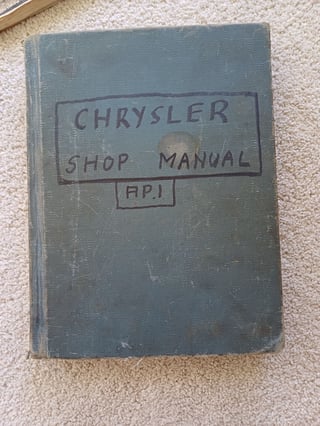 CHRYSLER
SHOP MANUAL
AP.1